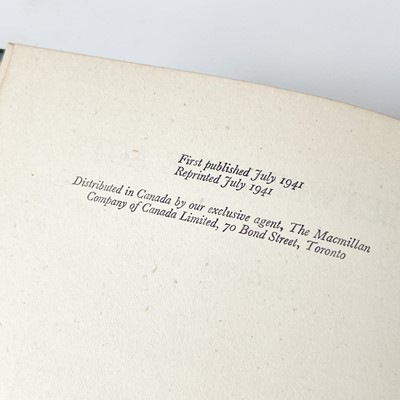 First published July 1941
Reprinted July 1941
Distributed in Canada by our exclusive agent, The Macmillan
Company of Canada Limited, 70 Bond Street, Toronto